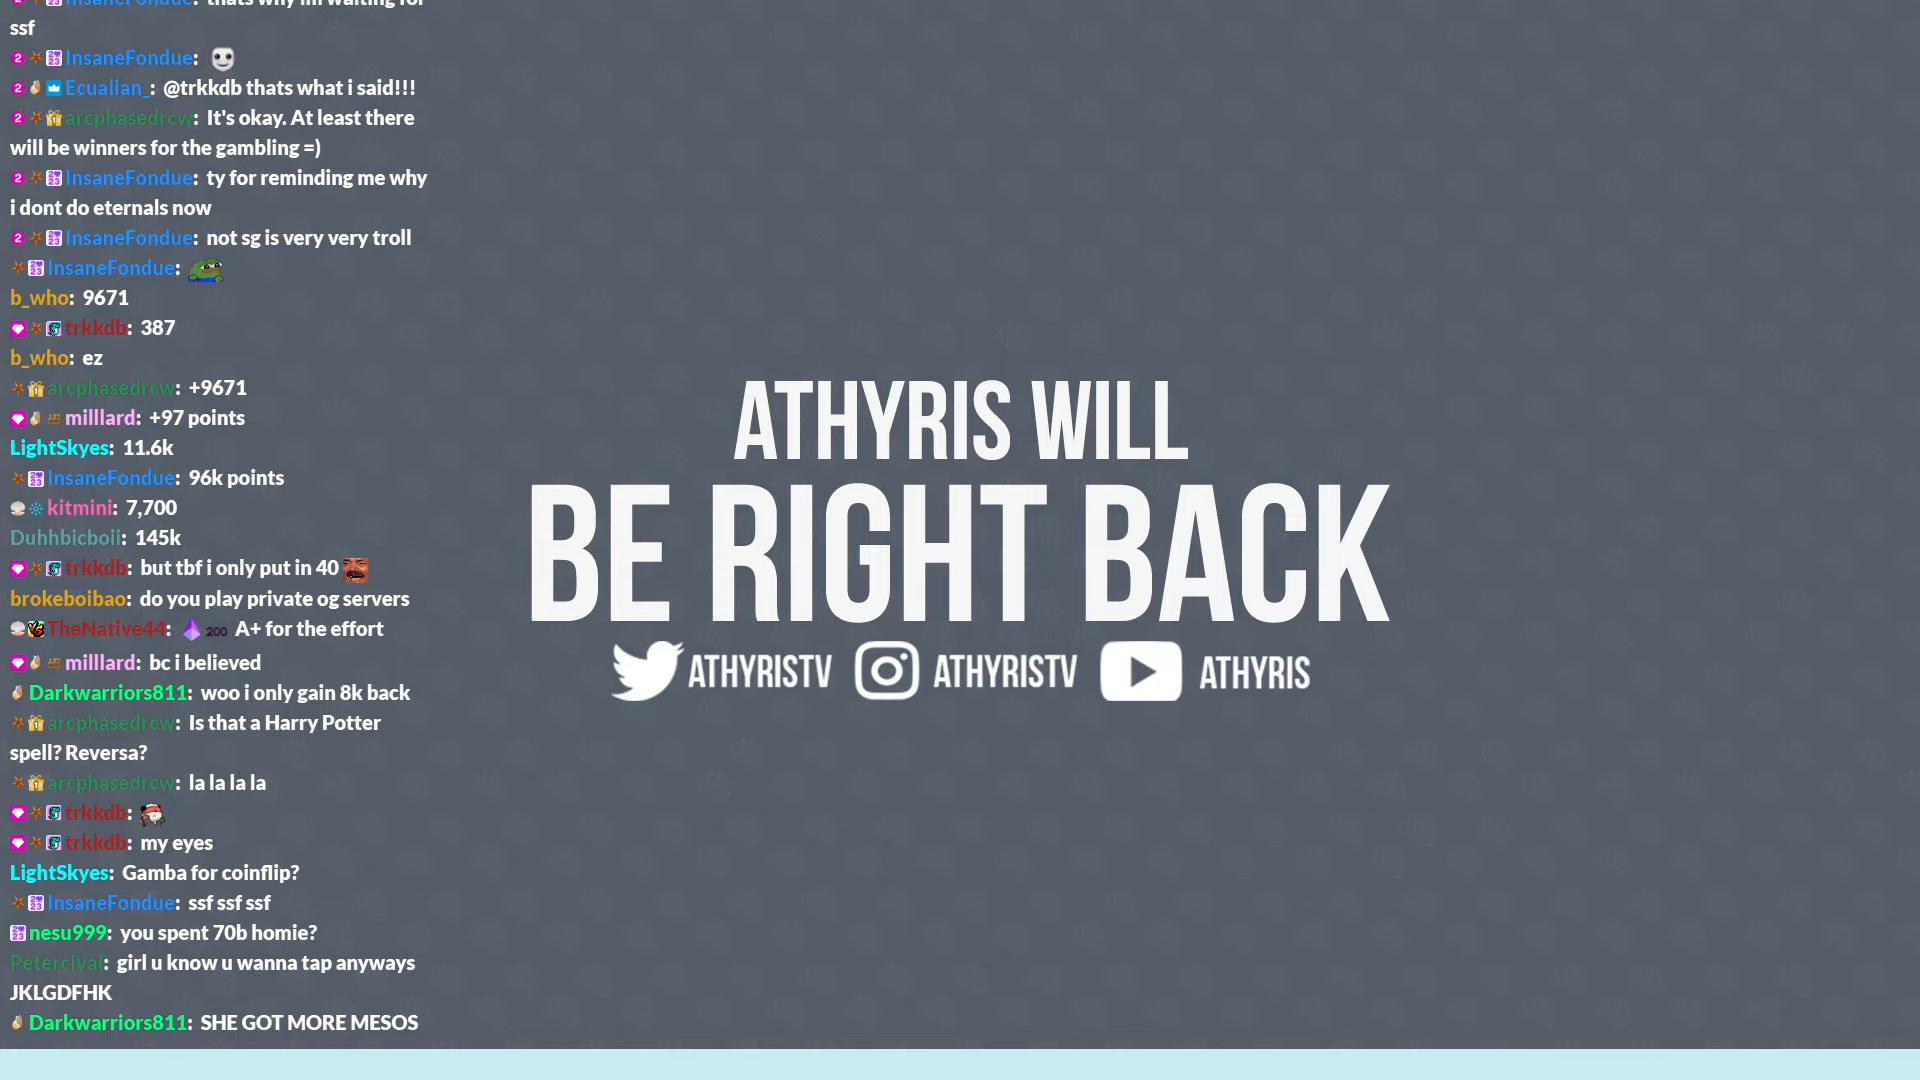 InsaneFondue: thats why im waiting for
ssf
InsaneFondue:
Ecualian_: @trkkdb thats what i said!!!
arcphasedrcw: It's okay. At least there
will be winners for the gambling =)
InsaneFondue: ty for reminding me why
i dont do eternals now
InsaneFondue: not sg is very very troll
InsaneFondue:
b_who: 9671
trkkdb: 387
b_who: ez
arcphasedrcw: +9671
milllard: +97 points
LightSkyes: 11.6k
InsaneFondue: 96k points
kitmini: 7,700
Duhhbicboii: 145k
trkkdb: but tbf i only put in 40
brokeboibao: do you play private og servers
TheNative44: 200 A+ for the effort
milllard: bc i believed
Darkwarriors811: woo i only gain 8k back
arcphasedrcw: Is that a Harry Potter
spell? Reversa?
arcphasedrcw: la la la la
trkkdb:
trkkdb: my eyes
LightSkyes: Gamba for coinflip?
InsaneFondue: ssf ssf ssf
nesu999: you spent 70b homie?
Petercival: girl u know u wanna tap anyways
JKLGDFHK
Darkwarriors811: SHE GOT MORE MESOS
ATHYRIS WILL
BE RIGHT BACK
ATHYRISTV ATHYRISTV ATHYRIS